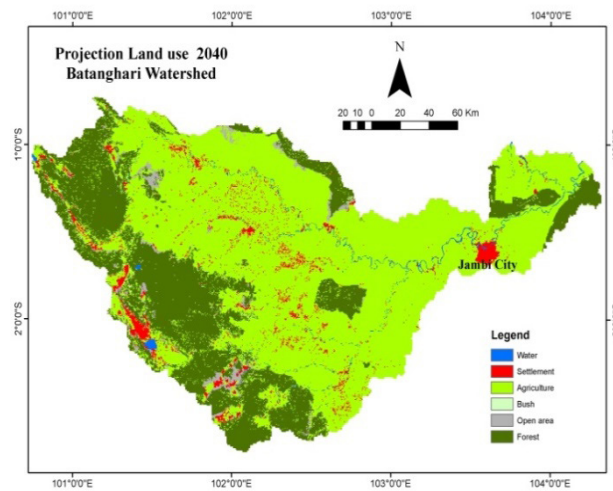 101°0'0"E 102°0'0"E 103°0'0"E 104°0'0"E
Projection Land use 2040
Batanghari Watershed
N
20 10 0 20 40 60 Km
1°0'0"S
2°0'0"S
Jambi City
Legend
Water
Settlement
Agriculture
Bush
Open area
Forest
101°0'0"E 102°0'0"E 103°0'0"E 104°0'0"E